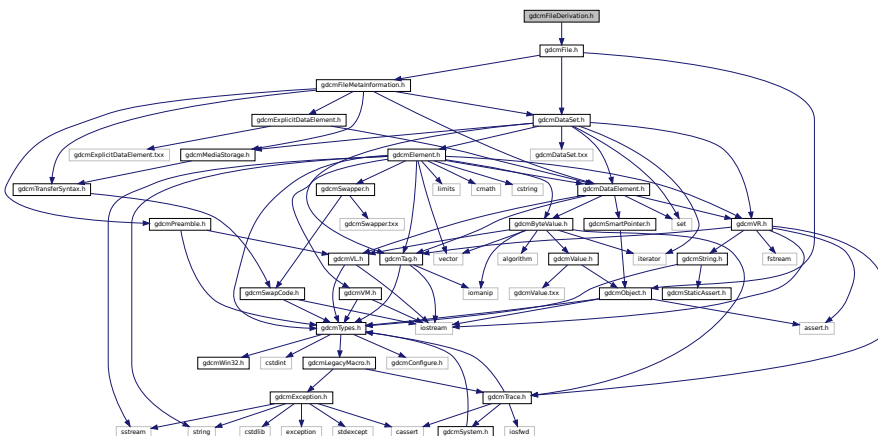 gdcmFileDerivation.h
gdcmFile.h
gdcmFileMetaInformation.h
gdcmExplicitDataElement.h
gdcmDataSet.h
gdcmExplicitDataElement.txx
gdcmMediaStorage.h
gdcmElement.h
gdcmDataSet.txx
gdcmTransferSyntax.h
gdcmSwapper.h
limits
cmath
cstring
gdcmDataElement.h
gdcmPreamble.h
gdcmSwapper.txx
gdcmByteValue.h
gdcmSmartPointer.h
set
gdcmVR.h
gdcmVL.h
gdcmTag.h
vector
algorithm
gdcmValue.h
iterator
gdcmString.h
fstream
gdcmSwapCode.h
gdcmVM.h
iomanip
gdcmValue.txx
gdcmObject.h
gdcmStaticAssert.h
gdcmTypes.h
iostream
assert.h
gdcmWin32.h
cstdint
gdcmLegacyMacro.h
gdcmConfigure.h
gdcmException.h
gdcmTrace.h
sstream
string
cstdlib
exception
stdexcept
cassert
gdcmSystem.h
iosfwd